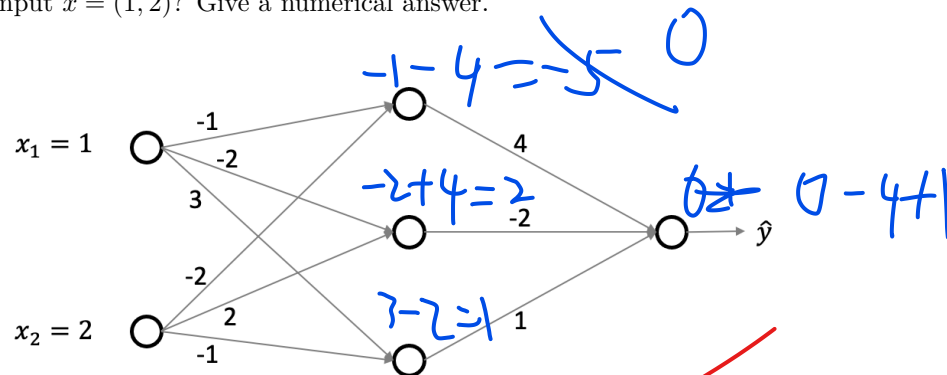 input x = (1, 2)? Give a numerical answer.
-1 - 4 = -5 0
x₁ = 1
-1
-2
3
4
-2+4=2
-2
0 - 4+1
ŷ
-2
2
x₂ = 2
-1
3-2=1
1